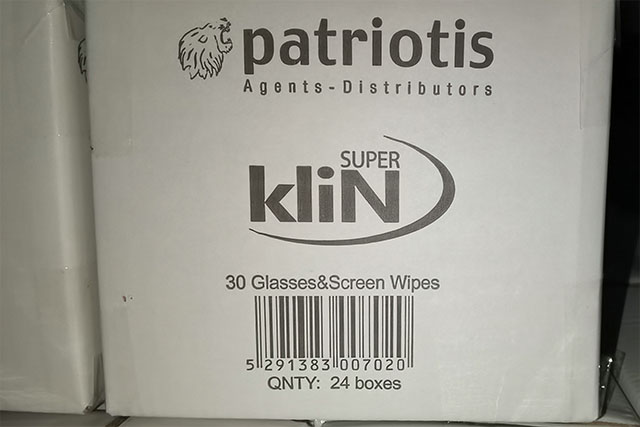 patriotis
Agents-Distributors
SUPER
kliN
30 Glasses&Screen Wipes
5 291383 007020
QNTY: 24 boxes